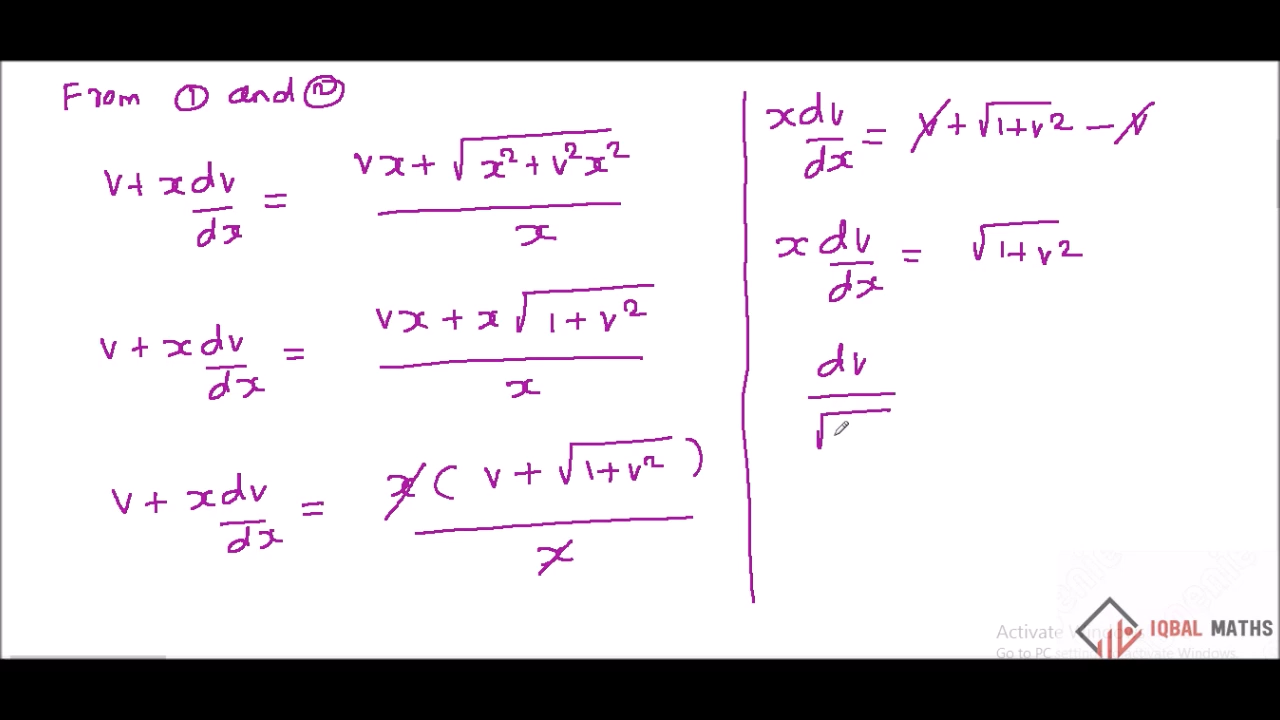 From ① and ②
v + x dv/dx = (vx + √(x² + v²x²))/x
v + x dv/dx = (vx + x√(1+v²))/x
v + x dv/dx = x(v + √(1+v²))/x
x dv/dx = v + √(1+v²) − v
x dv/dx = √(1+v²)
dv/√
IQBAL MATHS
Activate Windows
Go to PC settings to activate Windows.